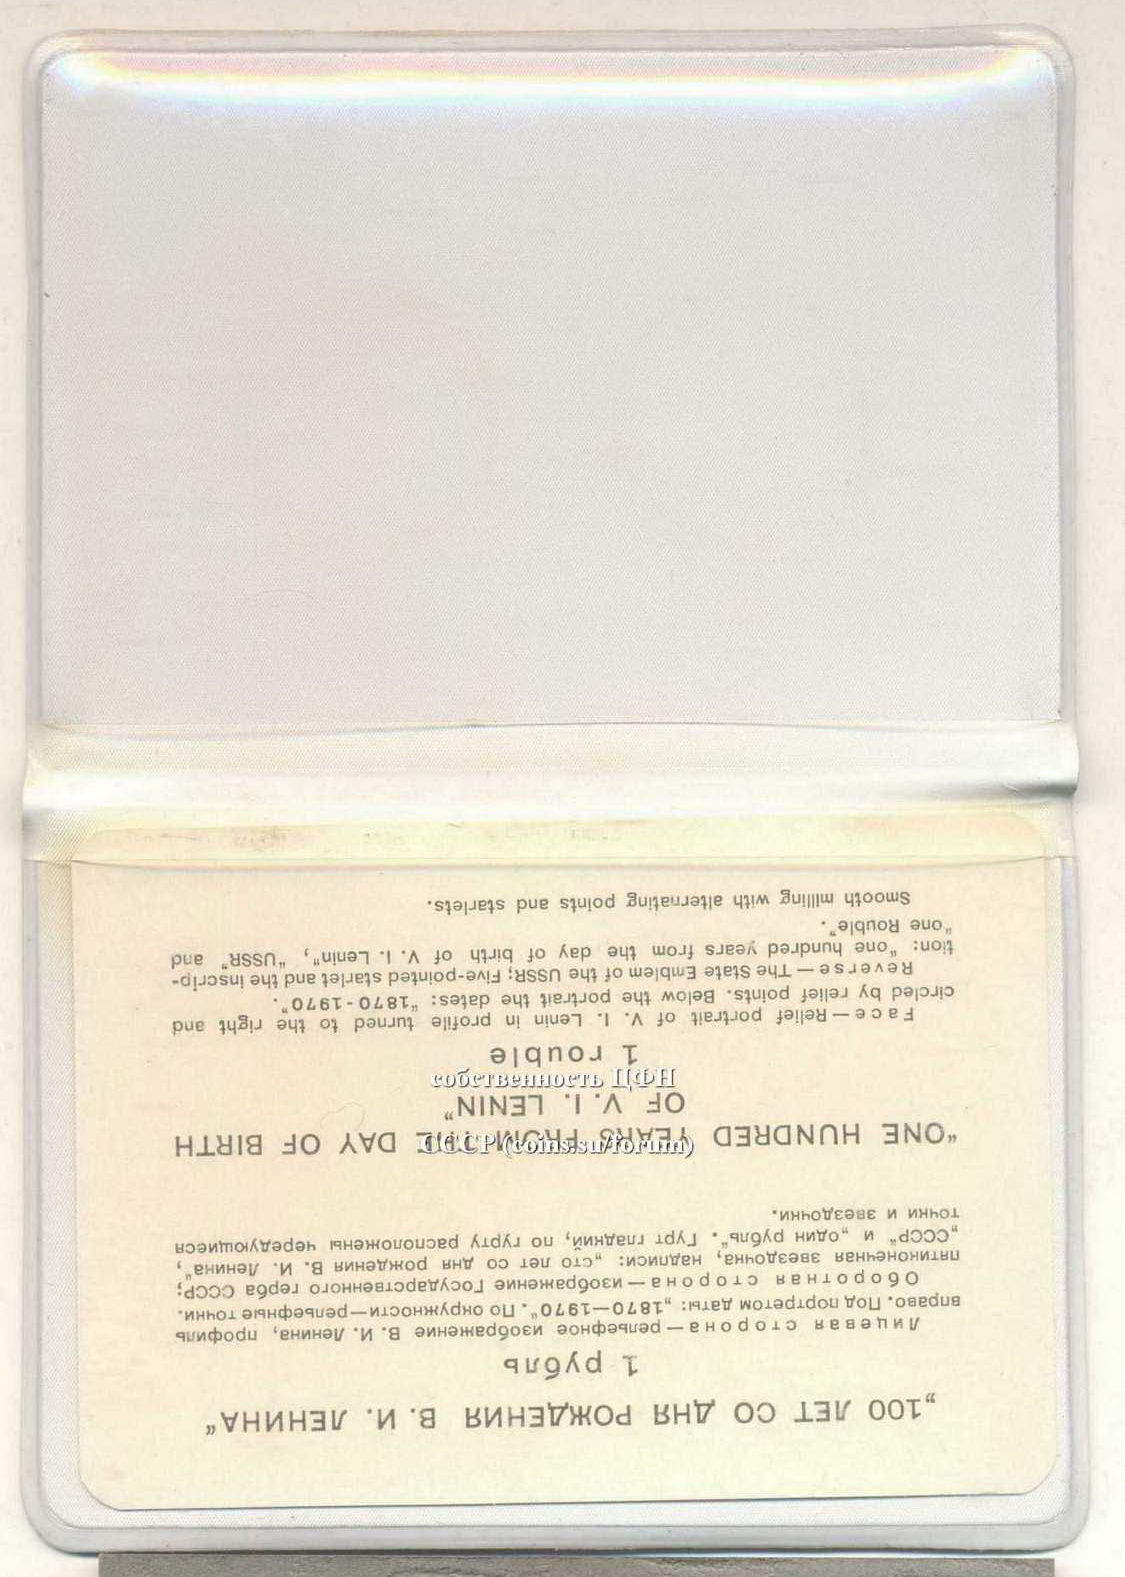 „100 ЛЕТ СО ДНЯ РОЖДЕНИЯ В. И. ЛЕНИНА“
1 рубль
Лицевая сторона — рельефное изображение В. И. Ленина, профиль
вправо. Под портретом даты: „1870—1970“. По окружности—рельефные точки.
Оборотная сторона — изображение Государственного герба СССР;
пятиконечная звездочка, надписи: „сто лет со дня рождения В. И. Ленина“,
„СССР“ и „один рубль“. Гурт гладкий, по гурту расположены чередующиеся
точки и звездочки.
„ONE HUNDRED YEARS FROM THE DAY OF BIRTH
OF V. I. LENIN“
1 rouble
Face — Relief portrait of V. I. Lenin in profile turned to the right and
circled by relief points. Below the portrait the dates: “1870-1970“.
Reverse — The State Emblem of the USSR; Five-pointed starlet and the inscrip-
tion: “one hundred years from the day of birth of V. I. Lenin”, “USSR” and
“one Rouble”.
Smooth milling with alternating points and starlets.
собственность ЦФН
СССР (coins.su/forum)